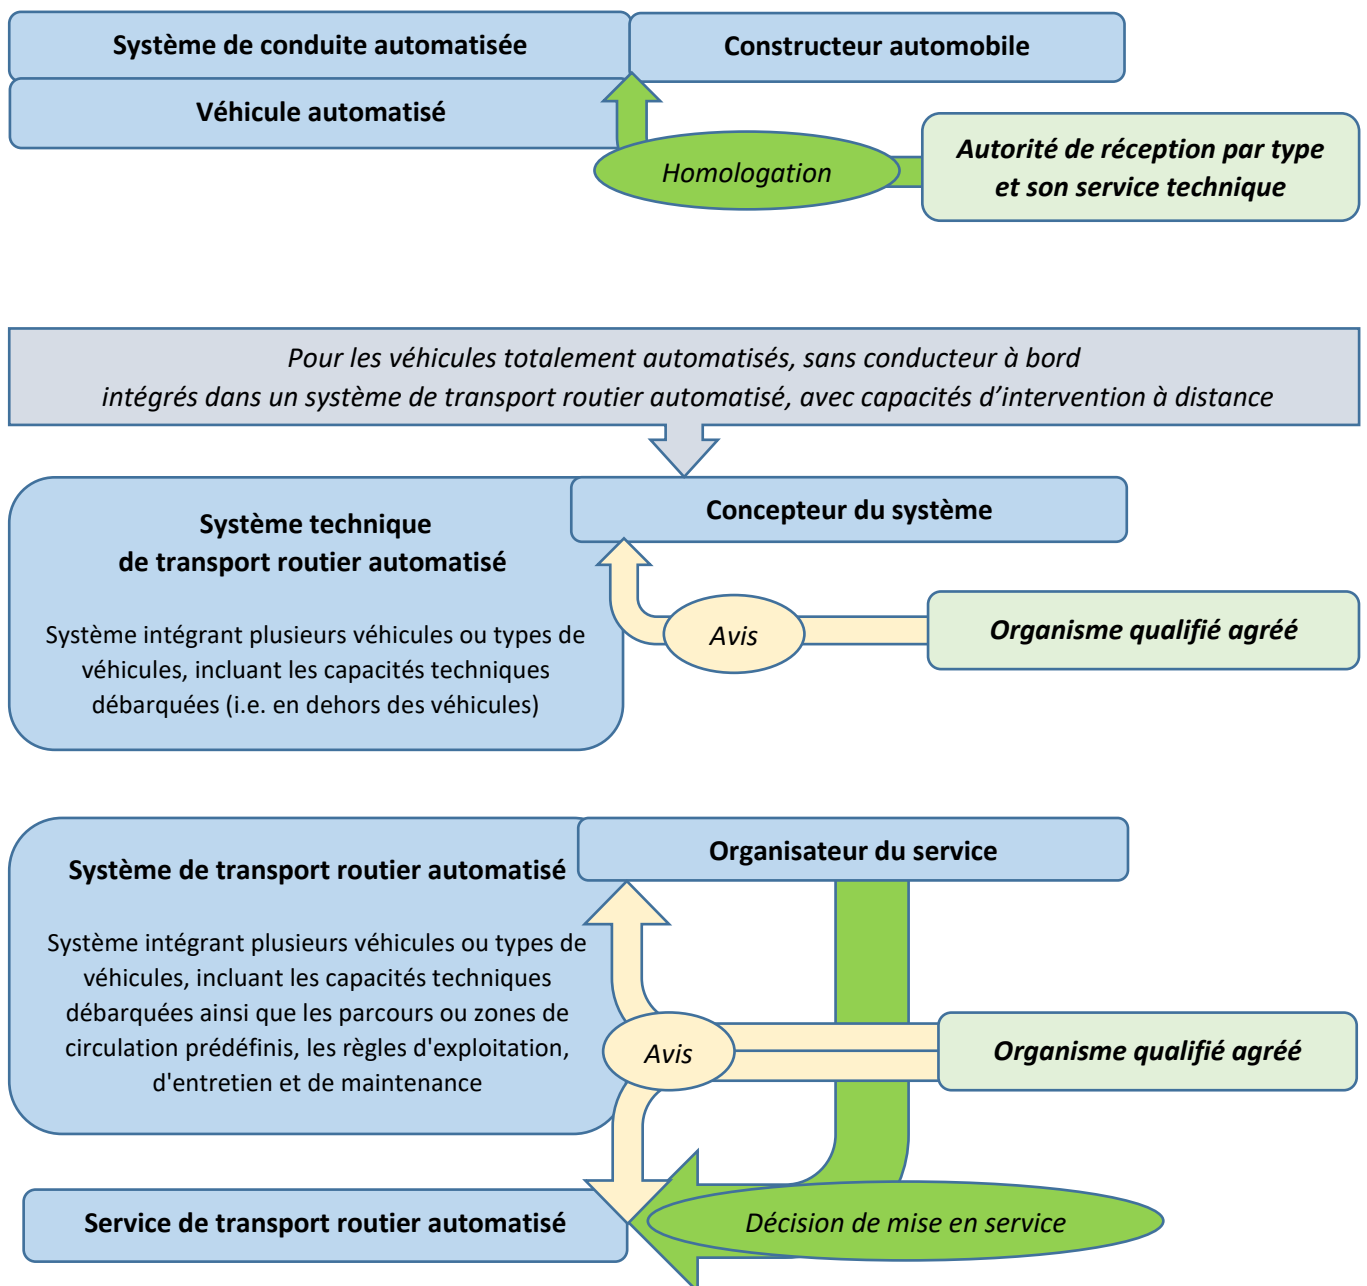 Système de conduite automatisée
Constructeur automobile
Véhicule automatisé
Homologation
Autorité de réception par type
et son service technique
Pour les véhicules totalement automatisés, sans conducteur à bord
intégrés dans un système de transport routier automatisé, avec capacités d’intervention à distance
Système technique
de transport routier automatisé
Système intégrant plusieurs véhicules ou types de
véhicules, incluant les capacités techniques
débarquées (i.e. en dehors des véhicules)
Concepteur du système
Avis
Organisme qualifié agréé
Système de transport routier automatisé
Système intégrant plusieurs véhicules ou types de
véhicules, incluant les capacités techniques
débarquées ainsi que les parcours ou zones de
circulation prédéfinis, les règles d'exploitation,
d'entretien et de maintenance
Organisateur du service
Avis
Organisme qualifié agréé
Service de transport routier automatisé
Décision de mise en service